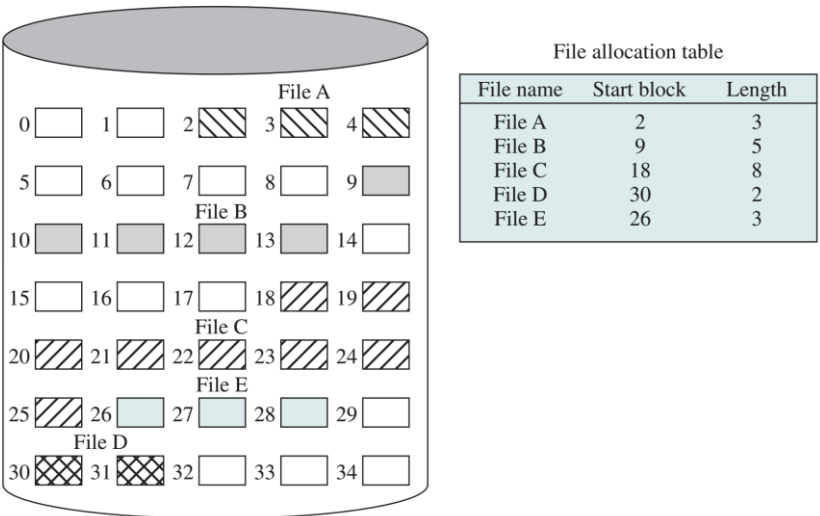 File A
0 1 2 3 4
5 6 7 8 9
File B
10 11 12 13 14
15 16 17 18 19
File C
20 21 22 23 24
File E
25 26 27 28 29
File D
30 31 32 33 34
File allocation table
File name Start block Length
File A 2 3
File B 9 5
File C 18 8
File D 30 2
File E 26 3